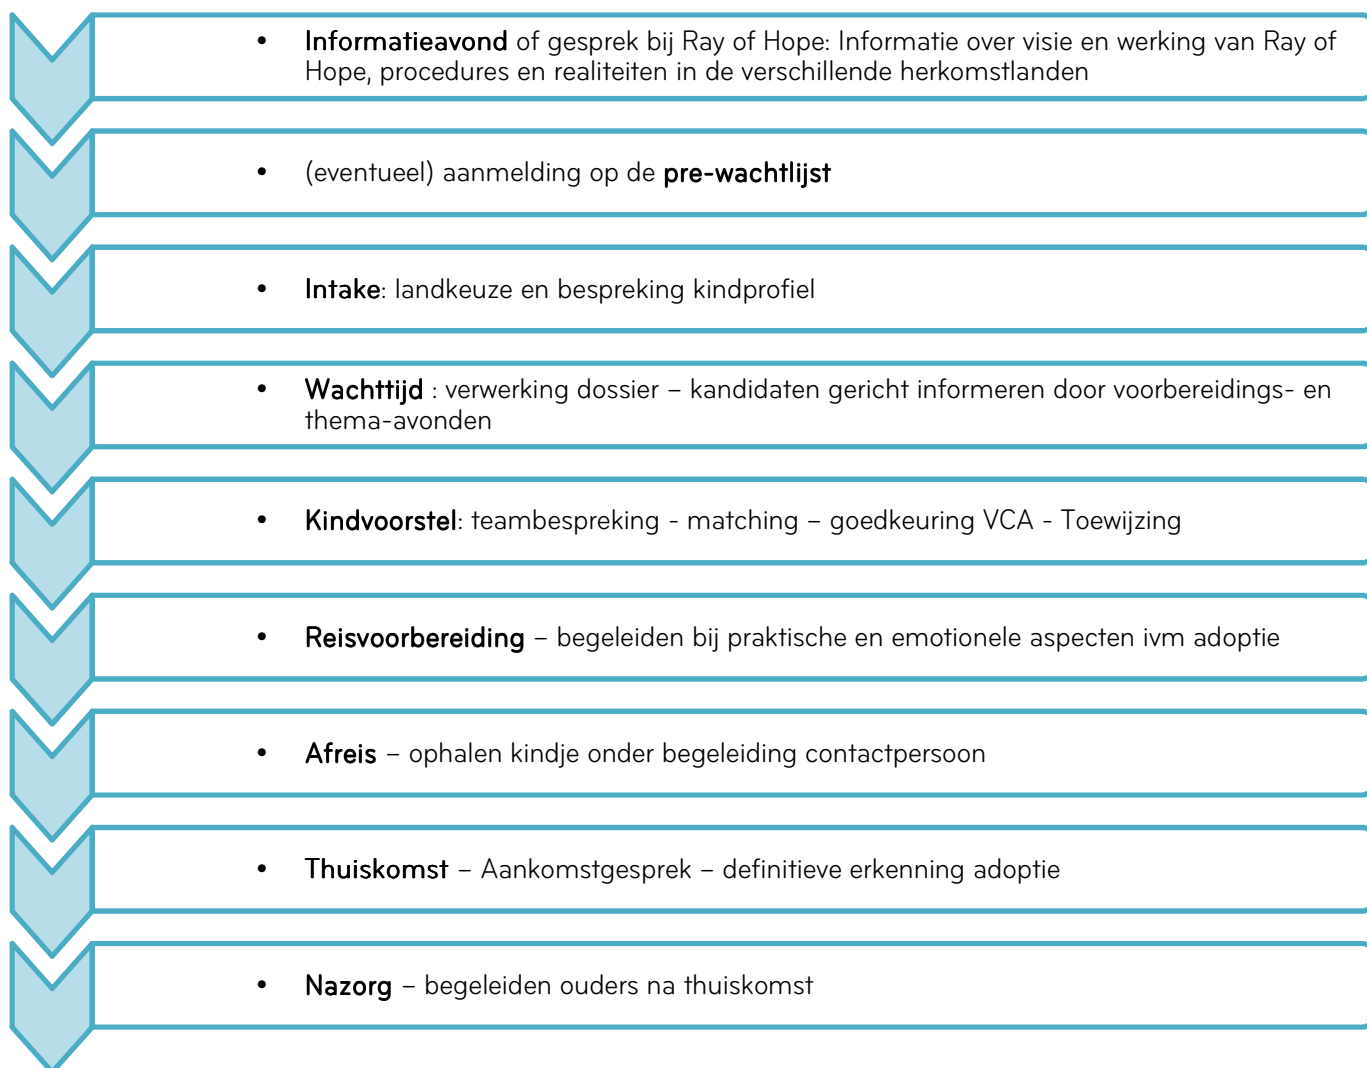 • Informatieavond of gesprek bij Ray of Hope: Informatie over visie en werking van Ray of
Hope, procedures en realiteiten in de verschillende herkomstlanden
• (eventueel) aanmelding op de pre-wachtlijst
• Intake: landkeuze en bespreking kindprofiel
• Wachttijd : verwerking dossier – kandidaten gericht informeren door voorbereidings- en
thema-avonden
• Kindvoorstel: teambespreking - matching – goedkeuring VCA - Toewijzing
• Reisvoorbereiding – begeleiden bij praktische en emotionele aspecten ivm adoptie
• Afreis – ophalen kindje onder begeleiding contactpersoon
• Thuiskomst – Aankomstgesprek – definitieve erkenning adoptie
• Nazorg – begeleiden ouders na thuiskomst